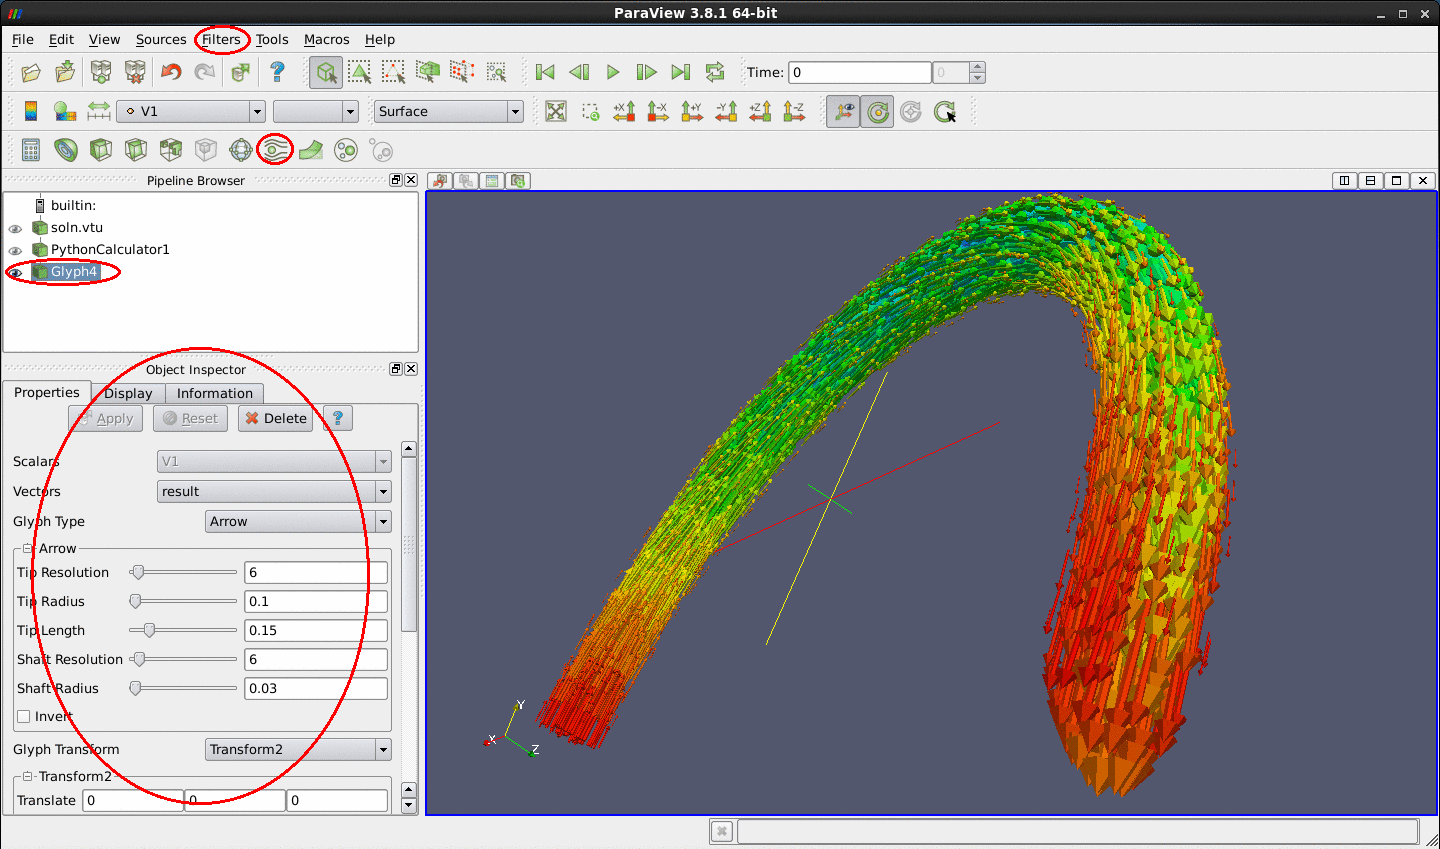 ParaView 3.8.1 64-bit
File Edit View Sources Filters Tools Macros Help
? Time: 0 0
V1 Surface +X -X +Y -Y +Z -Z
Pipeline Browser
builtin:
soln.vtu
PythonCalculator1
Glyph4
Object Inspector
Properties Display Information
Apply Reset Delete ?
Scalars V1
Vectors result
Glyph Type Arrow
Arrow
Tip Resolution 6
Tip Radius 0.1
Tip Length 0.15
Shaft Resolution 6
Shaft Radius 0.03
Invert
Glyph Transform Transform2
Transform2
Translate 0 0 0
Y
X
Z